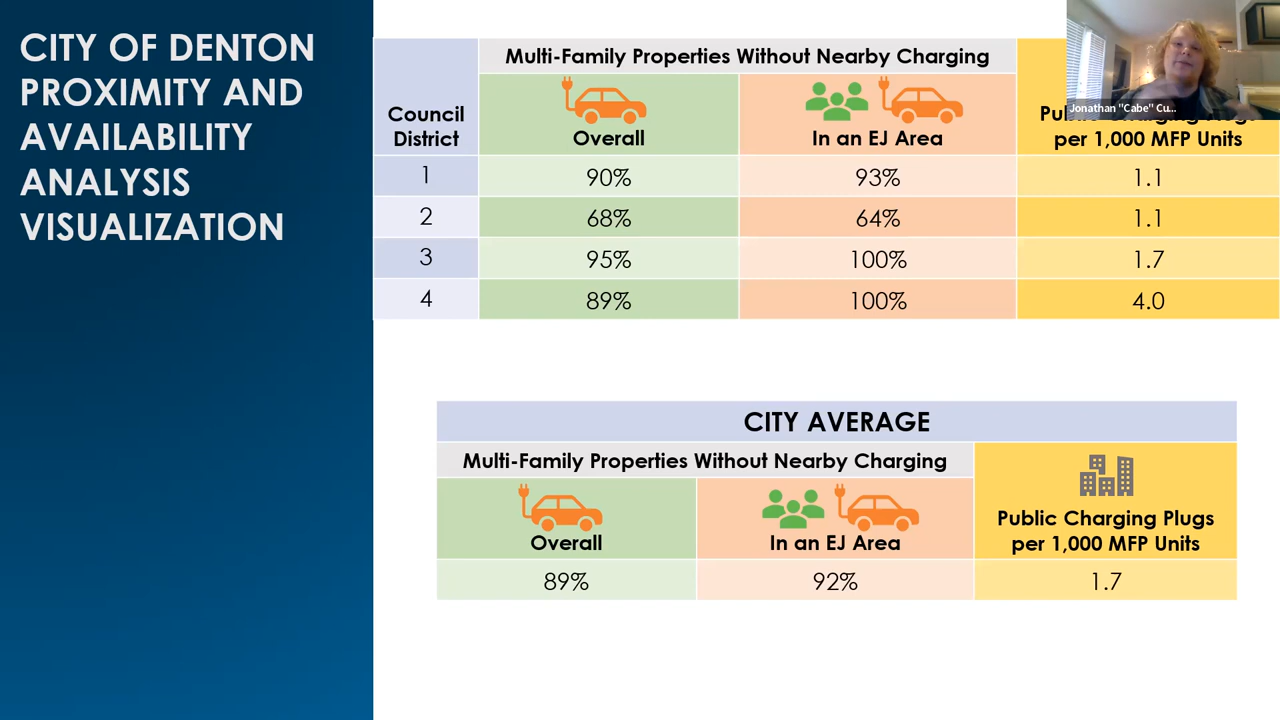 CITY OF DENTON
PROXIMITY AND
AVAILABILITY
ANALYSIS
VISUALIZATION
Multi-Family Properties Without Nearby Charging
Council
District
Overall
In an EJ Area
per 1,000 MFP Units
1 90% 93% 1.1
2 68% 64% 1.1
3 95% 100% 1.7
4 89% 100% 4.0
Jonathan "Cabe" Cu...
CITY AVERAGE
Multi-Family Properties Without Nearby Charging
Overall
In an EJ Area
Public Charging Plugs
per 1,000 MFP Units
89% 92% 1.7